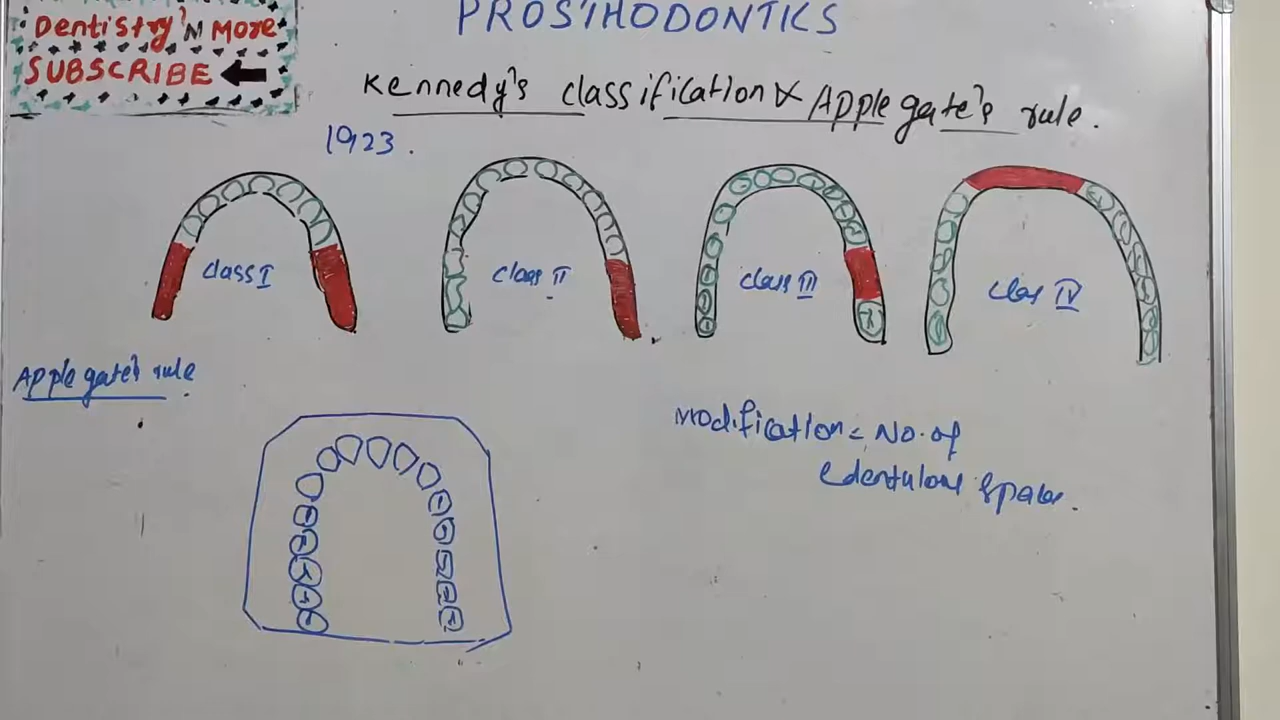 Dentistry 'N More
SUBSCRIBE
PROSTHODONTICS
Kennedy's classification & Applegate's rule.
1923.
class I
class II
class III
clas IV
Applegate's rule.
Modification = No. of
edentulous spaces.